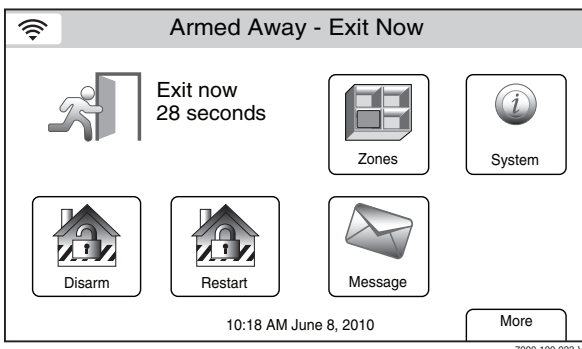 Armed Away - Exit Now
Exit now
28 seconds
Zones
System
Disarm
Restart
Message
10:18 AM June 8, 2010
More